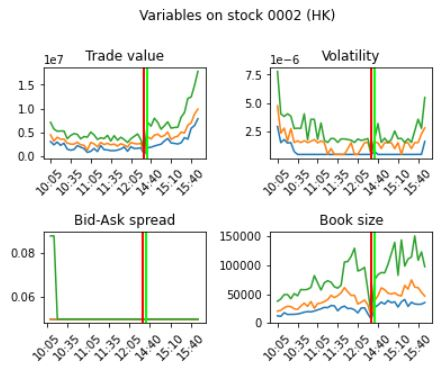 Variables on stock 0002 (HK)
Trade value
1e7
1.5
1.0
0.5
0.0
10:05 10:35 11:05 11:35 12:05 14:40 15:10 15:40
Volatility
1e−6
7.5
5.0
2.5
10:05 10:35 11:05 11:35 12:05 14:40 15:10 15:40
Bid-Ask spread
0.08
0.06
10:05 10:35 11:05 11:35 12:05 14:40 15:10 15:40
Book size
150000
100000
50000
0
10:05 10:35 11:05 11:35 12:05 14:40 15:10 15:40